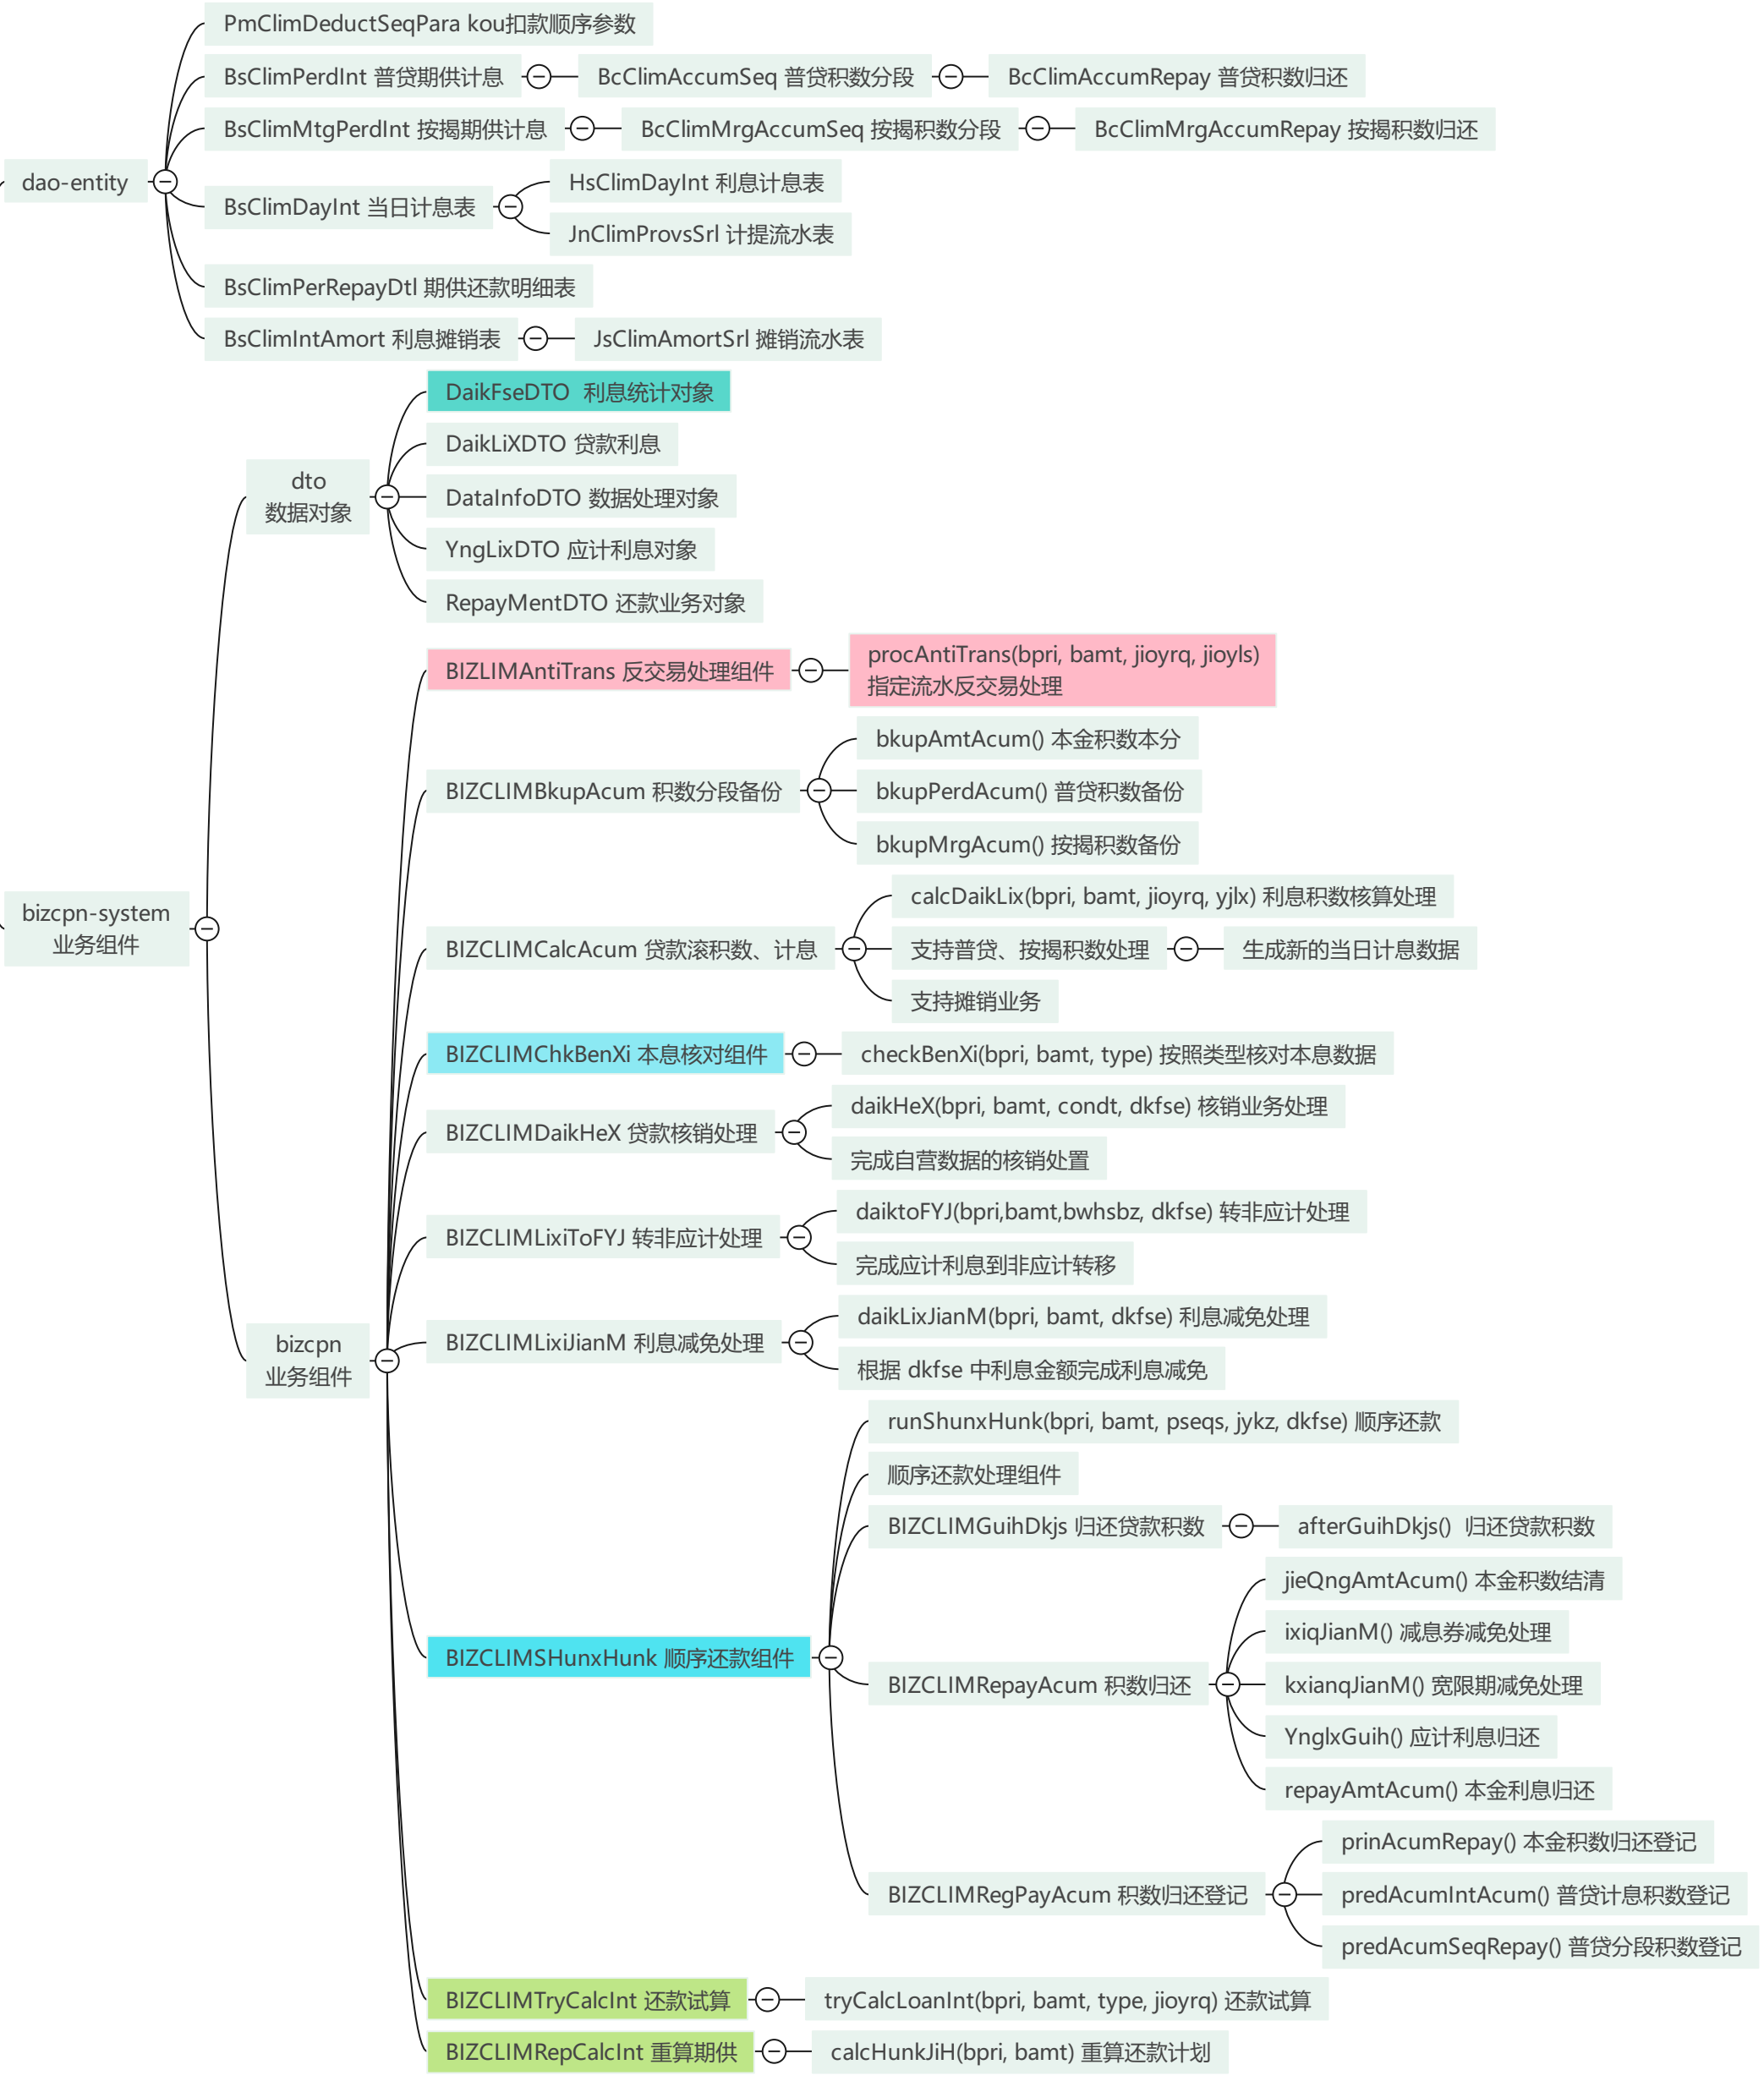 PmClimDeductSeqPara kou扣款顺序参数
BsClimPerdInt 普贷期供计息
BcClimAccumSeq 普贷积数分段
BcClimAccumRepay 普贷积数归还
BsClimMtgPerdInt 按揭期供计息
BcClimMrgAccumSeq 按揭积数分段
BcClimMrgAccumRepay 按揭积数归还
dao-entity
BsClimDayInt 当日计息表
HsClimDayInt 利息计息表
JnClimProvsSrl 计提流水表
BsClimPerRepayDtl 期供还款明细表
BsClimIntAmort 利息摊销表
JsClimAmortSrl 摊销流水表
dto
数据对象
DaikFseDTO  利息统计对象
DaikLiXDTO 贷款利息
DataInfoDTO 数据处理对象
YngLixDTO 应计利息对象
RepayMentDTO 还款业务对象
bizcpn-system
业务组件
bizcpn
业务组件
BIZLIMAntiTrans 反交易处理组件
procAntiTrans(bpri, bamt, jioyrq, jioyls)
指定流水反交易处理
BIZCLIMBkupAcum 积数分段备份
bkupAmtAcum() 本金积数本分
bkupPerdAcum() 普贷积数备份
bkupMrgAcum() 按揭积数备份
BIZCLIMCalcAcum 贷款滚积数、计息
calcDaikLix(bpri, bamt, jioyrq, yjlx) 利息积数核算处理
支持普贷、按揭积数处理
生成新的当日计息数据
支持摊销业务
BIZCLIMChkBenXi 本息核对组件
checkBenXi(bpri, bamt, type) 按照类型核对本息数据
BIZCLIMDaikHeX 贷款核销处理
daikHeX(bpri, bamt, condt, dkfse) 核销业务处理
完成自营数据的核销处置
BIZCLIMLixiToFYJ 转非应计处理
daiktoFYJ(bpri,bamt,bwhsbz, dkfse) 转非应计处理
完成应计利息到非应计转移
BIZCLIMLixiJianM 利息减免处理
daikLixJianM(bpri, bamt, dkfse) 利息减免处理
根据 dkfse 中利息金额完成利息减免
BIZCLIMSHunxHunk 顺序还款组件
runShunxHunk(bpri, bamt, pseqs, jykz, dkfse) 顺序还款
顺序还款处理组件
BIZCLIMGuihDkjs 归还贷款积数
afterGuihDkjs()  归还贷款积数
BIZCLIMRepayAcum 积数归还
jieQngAmtAcum() 本金积数结清
ixiqJianM() 减息券减免处理
kxianqJianM() 宽限期减免处理
YnglxGuih() 应计利息归还
repayAmtAcum() 本金利息归还
BIZCLIMRegPayAcum 积数归还登记
prinAcumRepay() 本金积数归还登记
predAcumIntAcum() 普贷计息积数登记
predAcumSeqRepay() 普贷分段积数登记
BIZCLIMTryCalcInt 还款试算
tryCalcLoanInt(bpri, bamt, type, jioyrq) 还款试算
BIZCLIMRepCalcInt 重算期供
calcHunkJiH(bpri, bamt) 重算还款计划